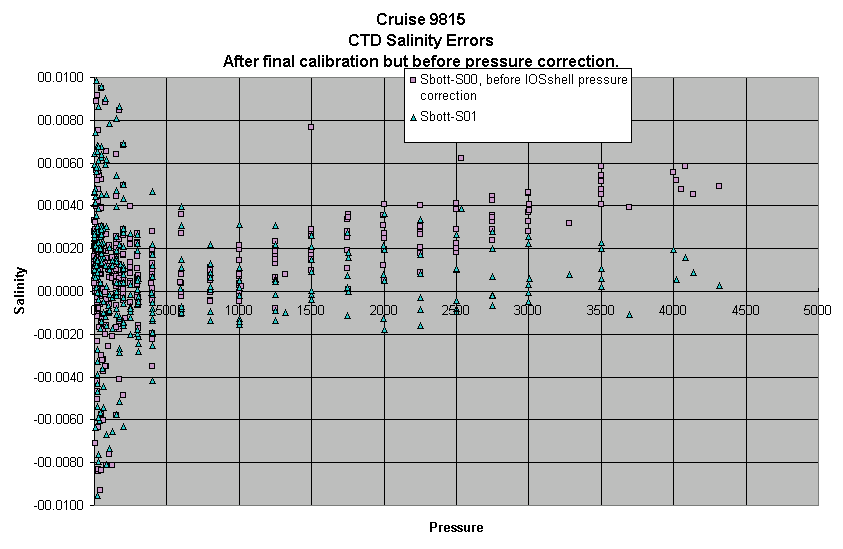 Cruise 9815
CTD Salinity Errors
After final calibration but before pressure correction.
Sbott-S00, before IOSshell pressure
correction
Sbott-S01
00.0100
00.0080
00.0060
00.0040
00.0020
00.0000
-00.0020
-00.0040
-00.0060
-00.0080
-00.0100
Salinity
0 500 1000 1500 2000 2500 3000 3500 4000 4500 5000
Pressure